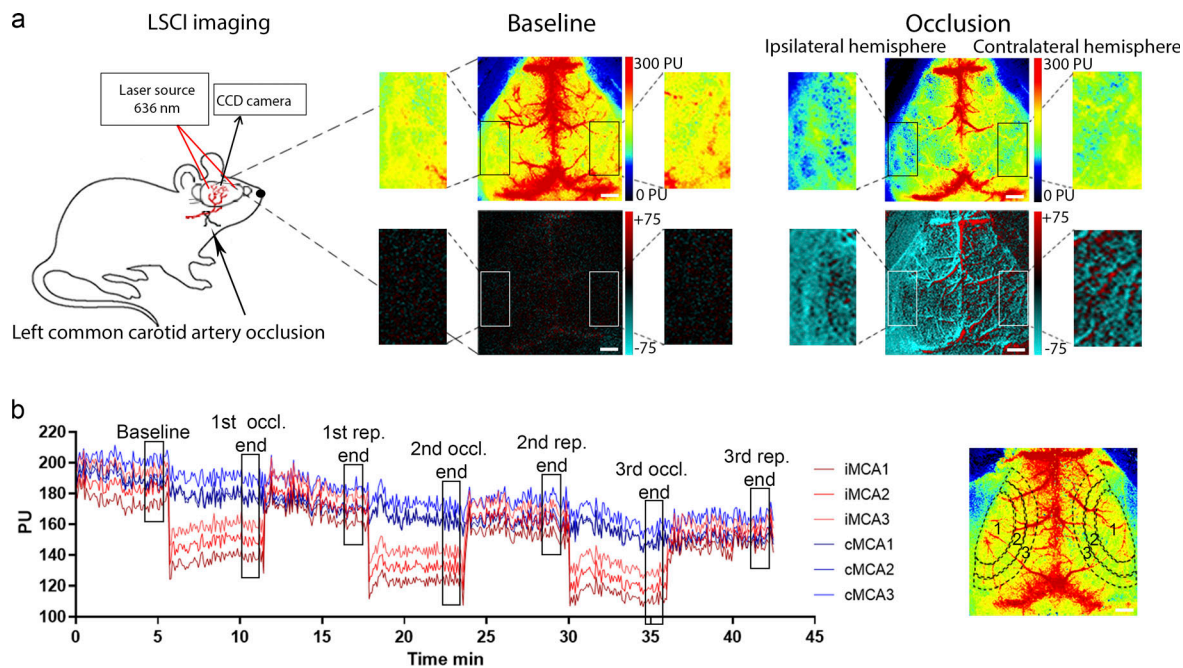 a
LSCI imaging
Baseline
Occlusion
Ipsilateral hemisphere
Contralateral hemisphere
Laser source
636 nm
CCD camera
300 PU
0 PU
300 PU
0 PU
+75
-75
+75
-75
Left common carotid artery occlusion
b
PU
220
200
180
160
140
120
100
Baseline
1st occl.
end
1st rep.
end
2nd occl.
end
2nd rep.
end
3rd occl.
end
3rd rep.
end
0
5
10
15
20
25
30
35
40
45
Time min
iMCA1
iMCA2
iMCA3
cMCA1
cMCA2
cMCA3
1
2
3
1
2
3